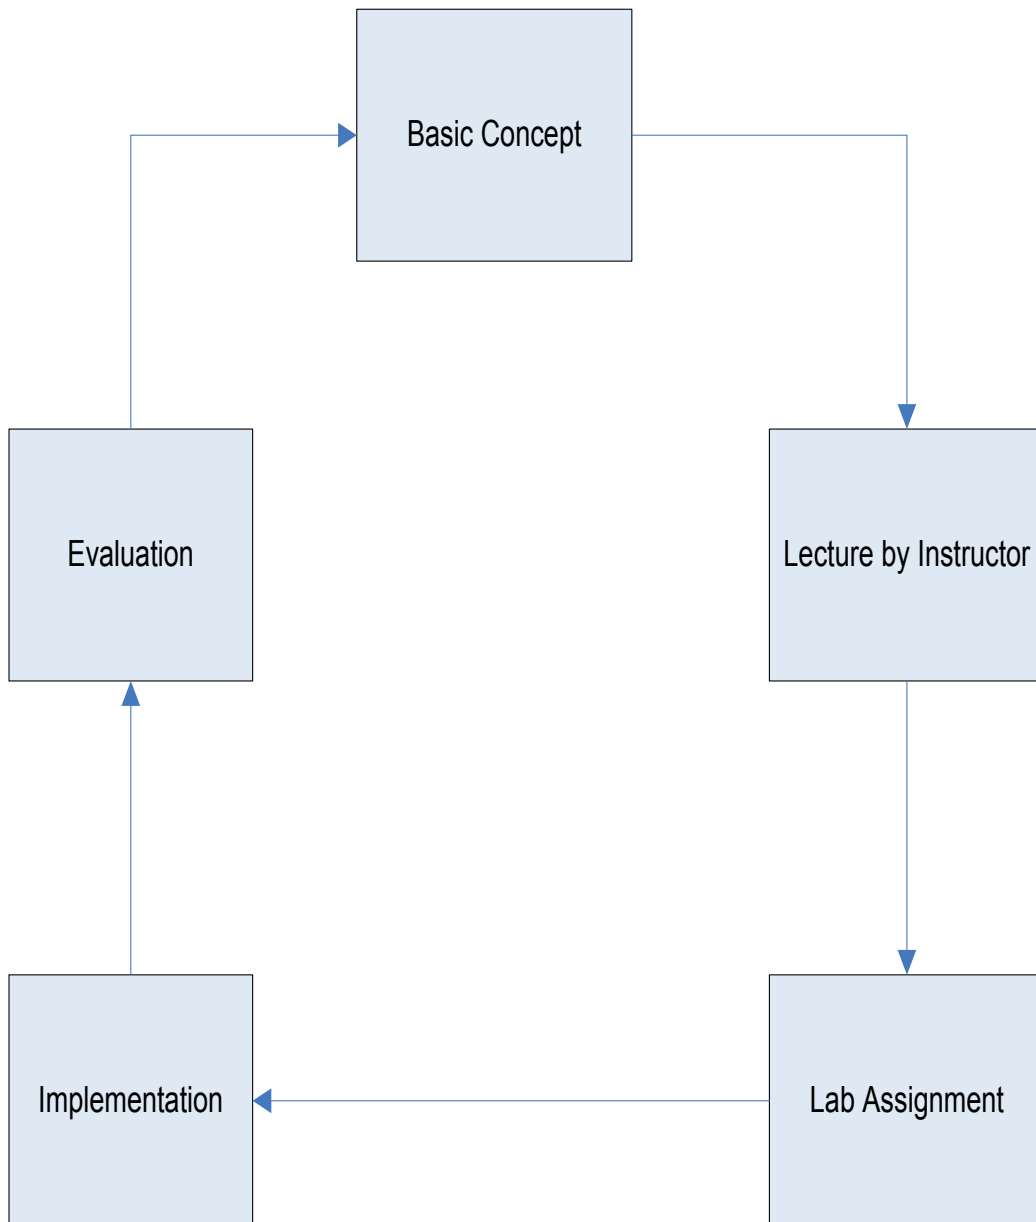 Basic Concept
Lecture by Instructor
Lab Assignment
Implementation
Evaluation